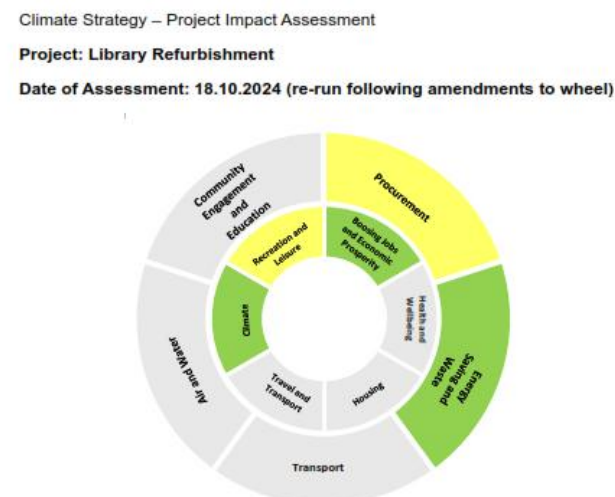 Climate Strategy – Project Impact Assessment
Project: Library Refurbishment
Date of Assessment: 18.10.2024 (re-run following amendments to wheel)
Community
Engagement
and
Education
Procurement
Recreation and
Leisure
Boosing Jobs
and Economic
Prosperity
Climate
Health and
Wellbeing
Air and Water
Energy
Saving and
Waste
Travel and
Transport
Housing
Transport